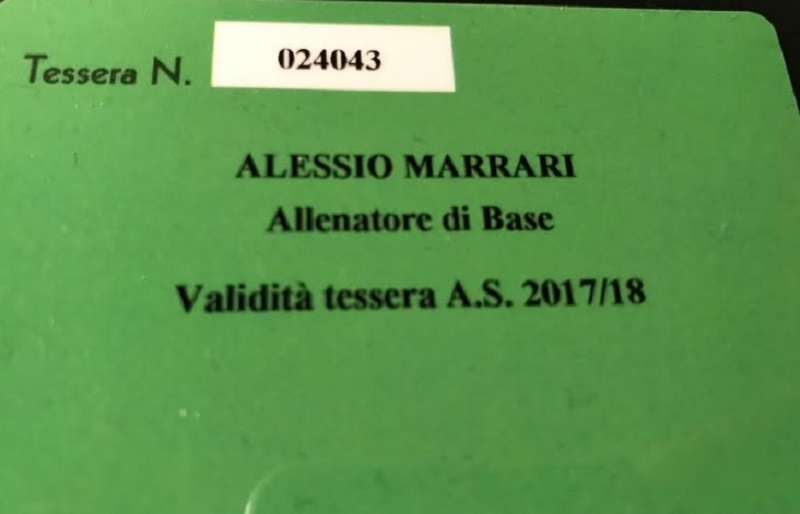 Tessera N. 024043
ALESSIO MARRARI
Allenatore di Base
Validità tessera A.S. 2017/18